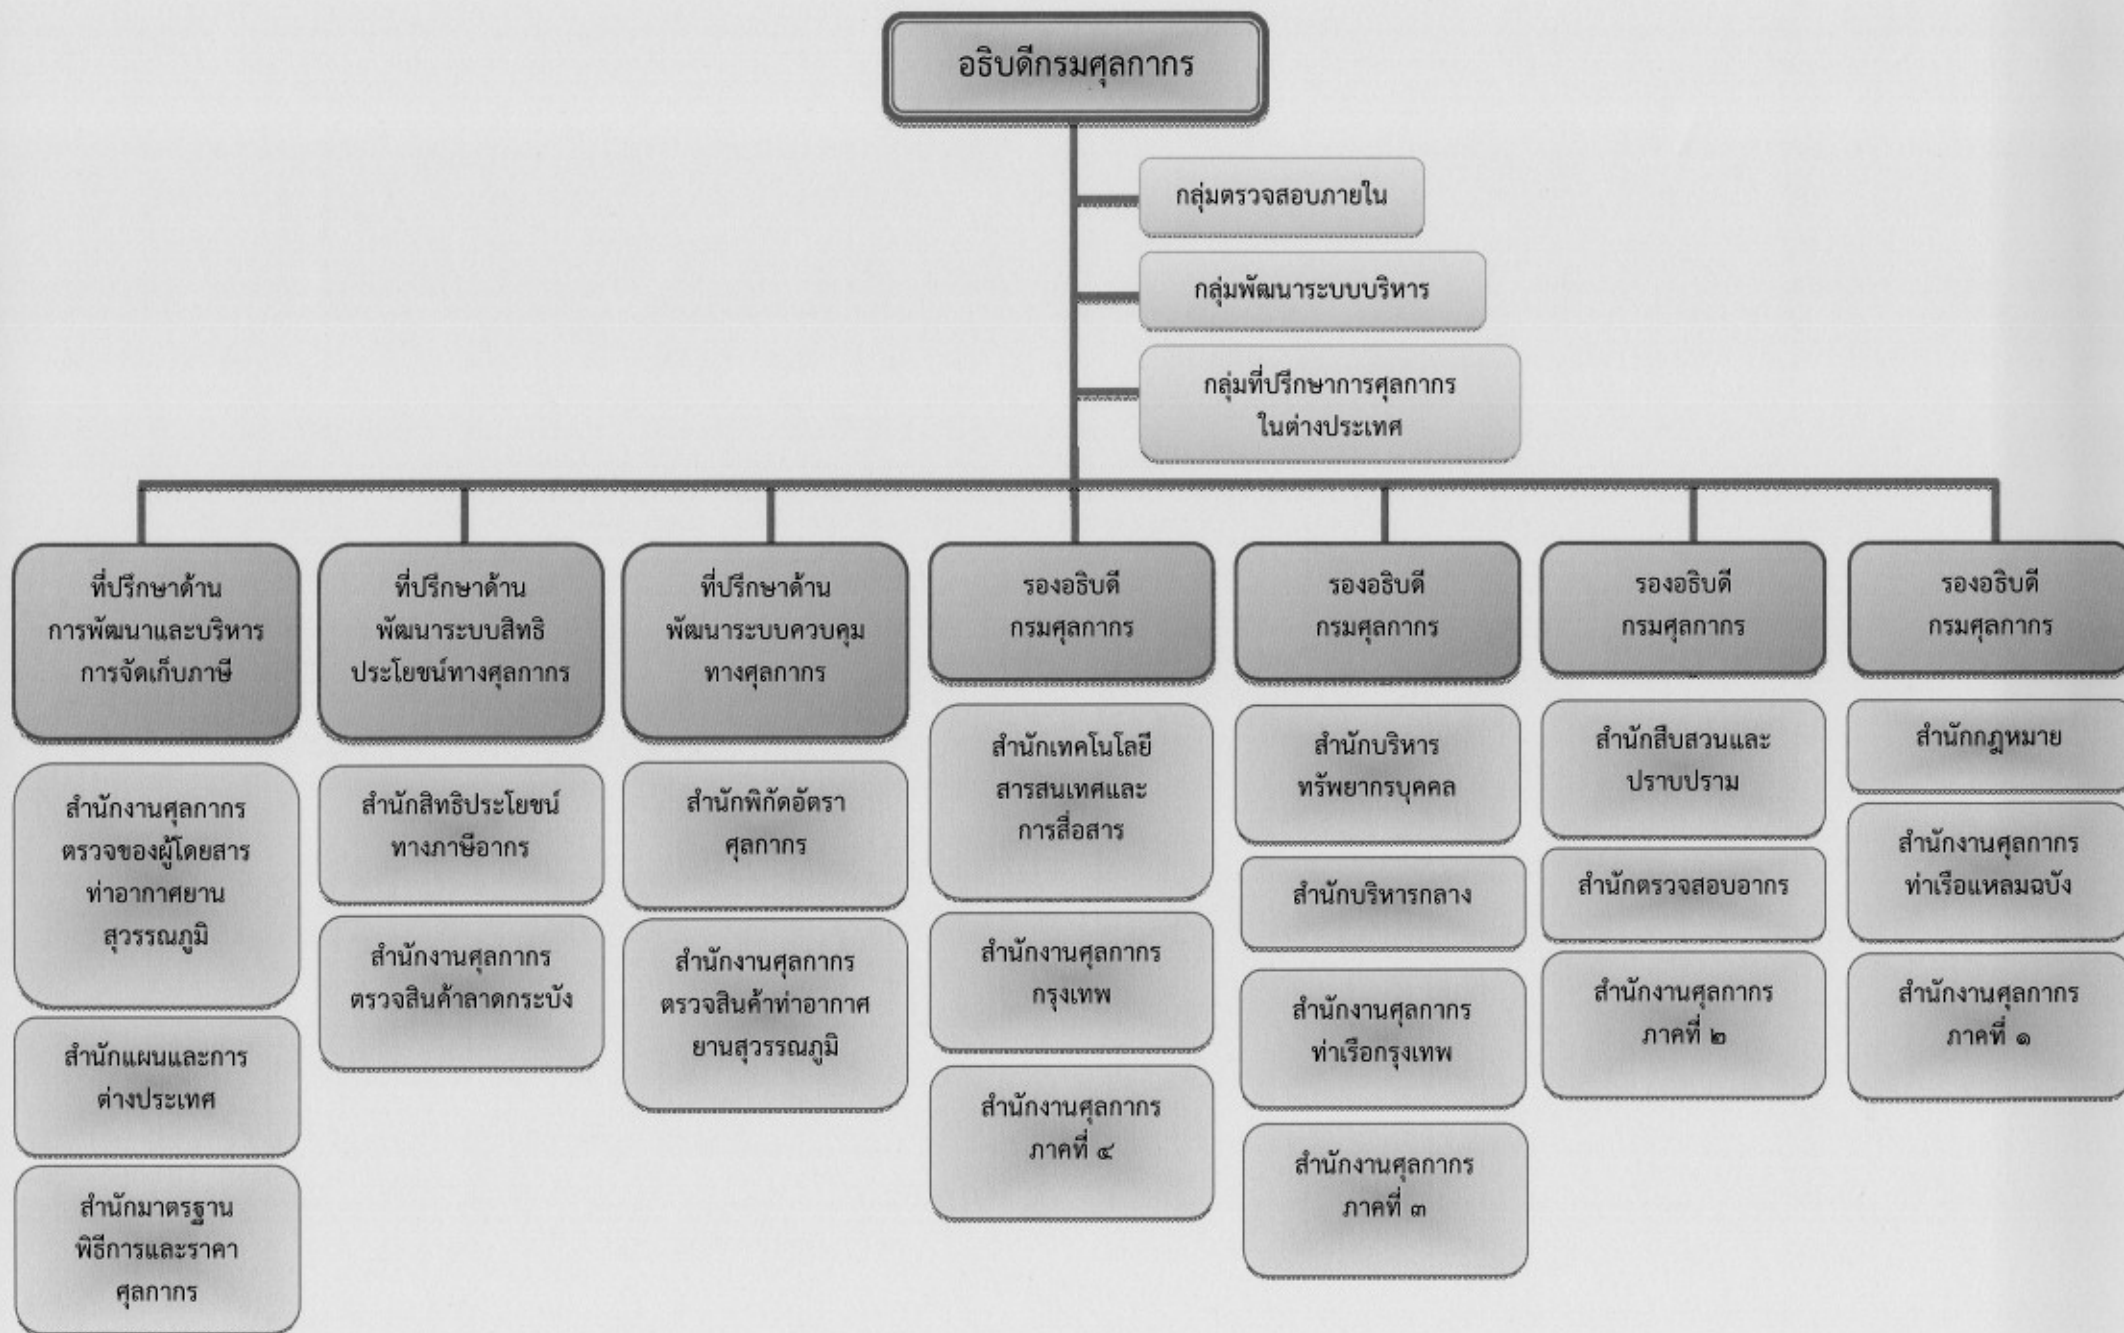 อธิบดีกรมศุลกากร
กลุ่มตรวจสอบภายใน
กลุ่มพัฒนาระบบบริหาร
กลุ่มที่ปรึกษาการศุลกากร
ในต่างประเทศ
ที่ปรึกษาด้าน
การพัฒนาและบริหาร
การจัดเก็บภาษี
สำนักงานศุลกากร
ตรวจของผู้โดยสาร
ท่าอากาศยาน
สุวรรณภูมิ
สำนักแผนและการ
ต่างประเทศ
สำนักมาตรฐาน
พิธีการและราคา
ศุลกากร
ที่ปรึกษาด้าน
พัฒนาระบบสิทธิ
ประโยชน์ทางศุลกากร
สำนักสิทธิประโยชน์
ทางภาษีอากร
สำนักงานศุลกากร
ตรวจสินค้าลาดกระบัง
ที่ปรึกษาด้าน
พัฒนาระบบควบคุม
ทางศุลกากร
สำนักพิกัดอัตรา
ศุลกากร
สำนักงานศุลกากร
ตรวจสินค้าท่าอากาศ
ยานสุวรรณภูมิ
รองอธิบดี
กรมศุลกากร
สำนักเทคโนโลยี
สารสนเทศและ
การสื่อสาร
สำนักงานศุลกากร
กรุงเทพ
สำนักงานศุลกากร
ภาคที่ ๔
รองอธิบดี
กรมศุลกากร
สำนักบริหาร
ทรัพยากรบุคคล
สำนักบริหารกลาง
สำนักงานศุลกากร
ท่าเรือกรุงเทพ
สำนักงานศุลกากร
ภาคที่ ๓
รองอธิบดี
กรมศุลกากร
สำนักสืบสวนและ
ปราบปราม
สำนักตรวจสอบอากร
สำนักงานศุลกากร
ภาคที่ ๒
รองอธิบดี
กรมศุลกากร
สำนักกฎหมาย
สำนักงานศุลกากร
ท่าเรือแหลมฉบัง
สำนักงานศุลกากร
ภาคที่ ๑